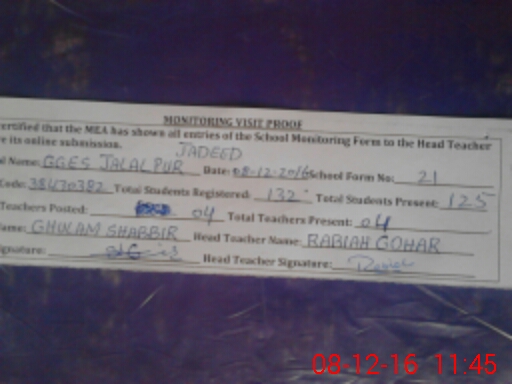 MONITORING VISIT PROOF
ertified that the MEA has shown all entries of the School Monitoring Form to the Head Teacher
re its online submission.
JADEED
l Name: GGES JALALPUR Date: 08-12-2016 School Form No: 21
Code: 38430382 Total Students Registered: 132 Total Students Present: 125
Teachers Posted: 04 Total Teachers Present: 04
ame: GHULAM SHABBIR Head Teacher Name: RABIAH GOHAR
ignature: Head Teacher Signature:
08-12-16 11:45